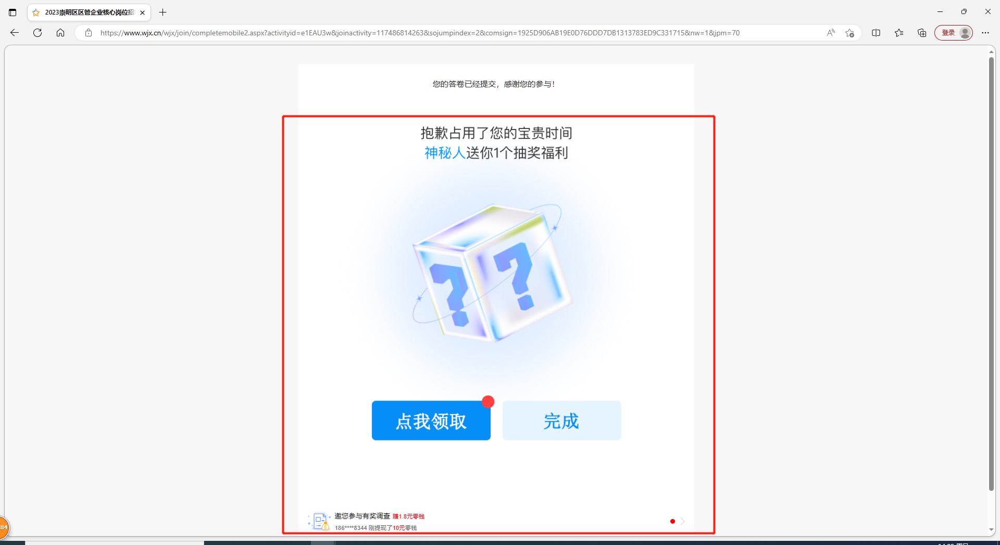 2023崇明区区管企业核心岗位招
https://www.wjx.cn/wjx/join/completemobile2.aspx?activityid=e1EAU3w&joinactivity=117486814263&sojumpindex=2&comsign=1925D906AB19E0D76DDD7DB1313783ED9C331715&nw=1&jpm=70
登录
您的答卷已经提交，感谢您的参与！
抱歉占用了您的宝贵时间
神秘人送你1个抽奖福利
? ?
点我领取
完成
邀您参与有奖调查 赚1.8元零钱
186****8344 刚提现了10元零钱
84